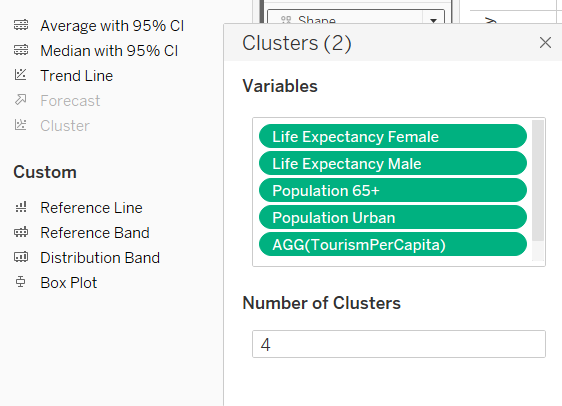 Average with 95% CI
Median with 95% CI
Trend Line
Forecast
Cluster
Custom
Reference Line
Reference Band
Distribution Band
Box Plot
Shape
Clusters (2)
Variables
Life Expectancy Female
Life Expectancy Male
Population 65+
Population Urban
AGG(TourismPerCapita)
Number of Clusters
4